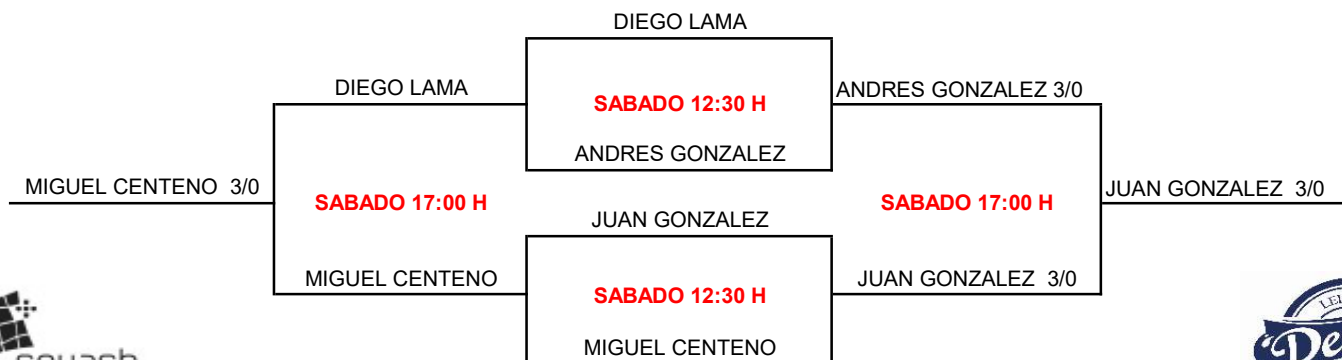 DIEGO LAMA
DIEGO LAMA
SABADO 12:30 H
ANDRES GONZALEZ 3/0
ANDRES GONZALEZ
MIGUEL CENTENO 3/0
SABADO 17:00 H
JUAN GONZALEZ
SABADO 17:00 H
JUAN GONZALEZ 3/0
MIGUEL CENTENO
SABADO 12:30 H
JUAN GONZALEZ 3/0
MIGUEL CENTENO
squash